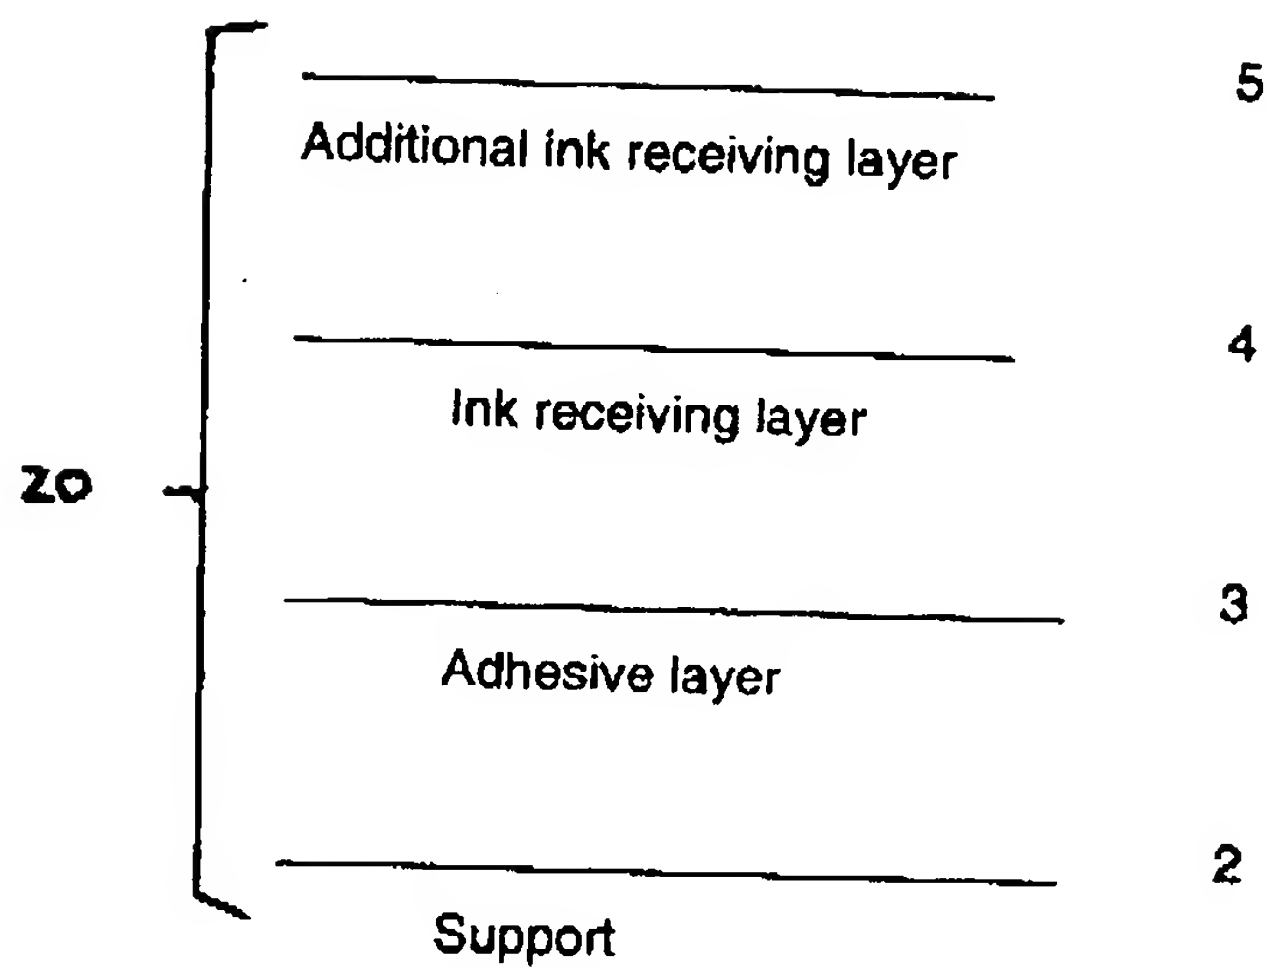 5
Additional ink receiving layer
4
Ink receiving layer
zo
3
Adhesive layer
2
Support